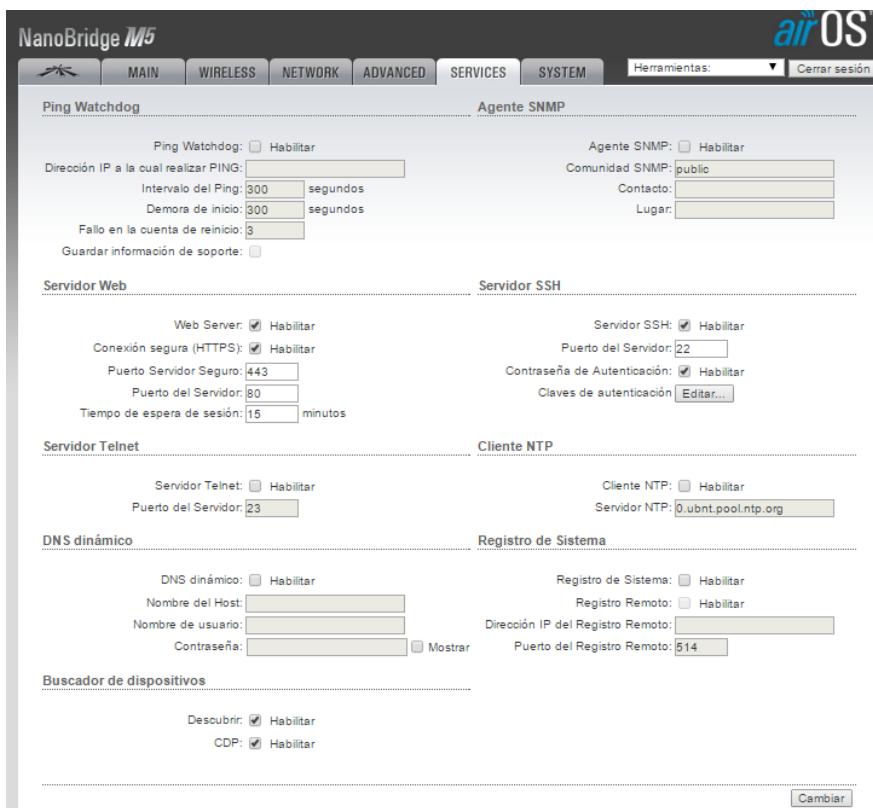 NanoBridge M5
airOS
MAIN WIRELESS NETWORK ADVANCED SERVICES SYSTEM Herramientas: Cerrar sesión
Ping Watchdog
Ping Watchdog: Habilitar
Dirección IP a la cual realizar PING:
Intervalo del Ping: 300 segundos
Demora de inicio: 300 segundos
Fallo en la cuenta de reinicio: 3
Guardar información de soporte:
Agente SNMP
Agente SNMP: Habilitar
Comunidad SNMP: public
Contacto:
Lugar:
Servidor Web
Web Server: Habilitar
Conexión segura (HTTPS): Habilitar
Puerto Servidor Seguro: 443
Puerto del Servidor: 80
Tiempo de espera de sesión: 15 minutos
Servidor SSH
Servidor SSH: Habilitar
Puerto del Servidor: 22
Contraseña de Autenticación: Habilitar
Claves de autenticación Editar...
Servidor Telnet
Servidor Telnet: Habilitar
Puerto del Servidor: 23
Cliente NTP
Cliente NTP: Habilitar
Servidor NTP: 0.ubnt.pool.ntp.org
DNS dinámico
DNS dinámico: Habilitar
Nombre del Host:
Nombre de usuario:
Contraseña: Mostrar
Registro de Sistema
Registro de Sistema: Habilitar
Registro Remoto: Habilitar
Dirección IP del Registro Remoto:
Puerto del Registro Remoto: 514
Buscador de dispositivos
Descubrir: Habilitar
CDP: Habilitar
Cambiar